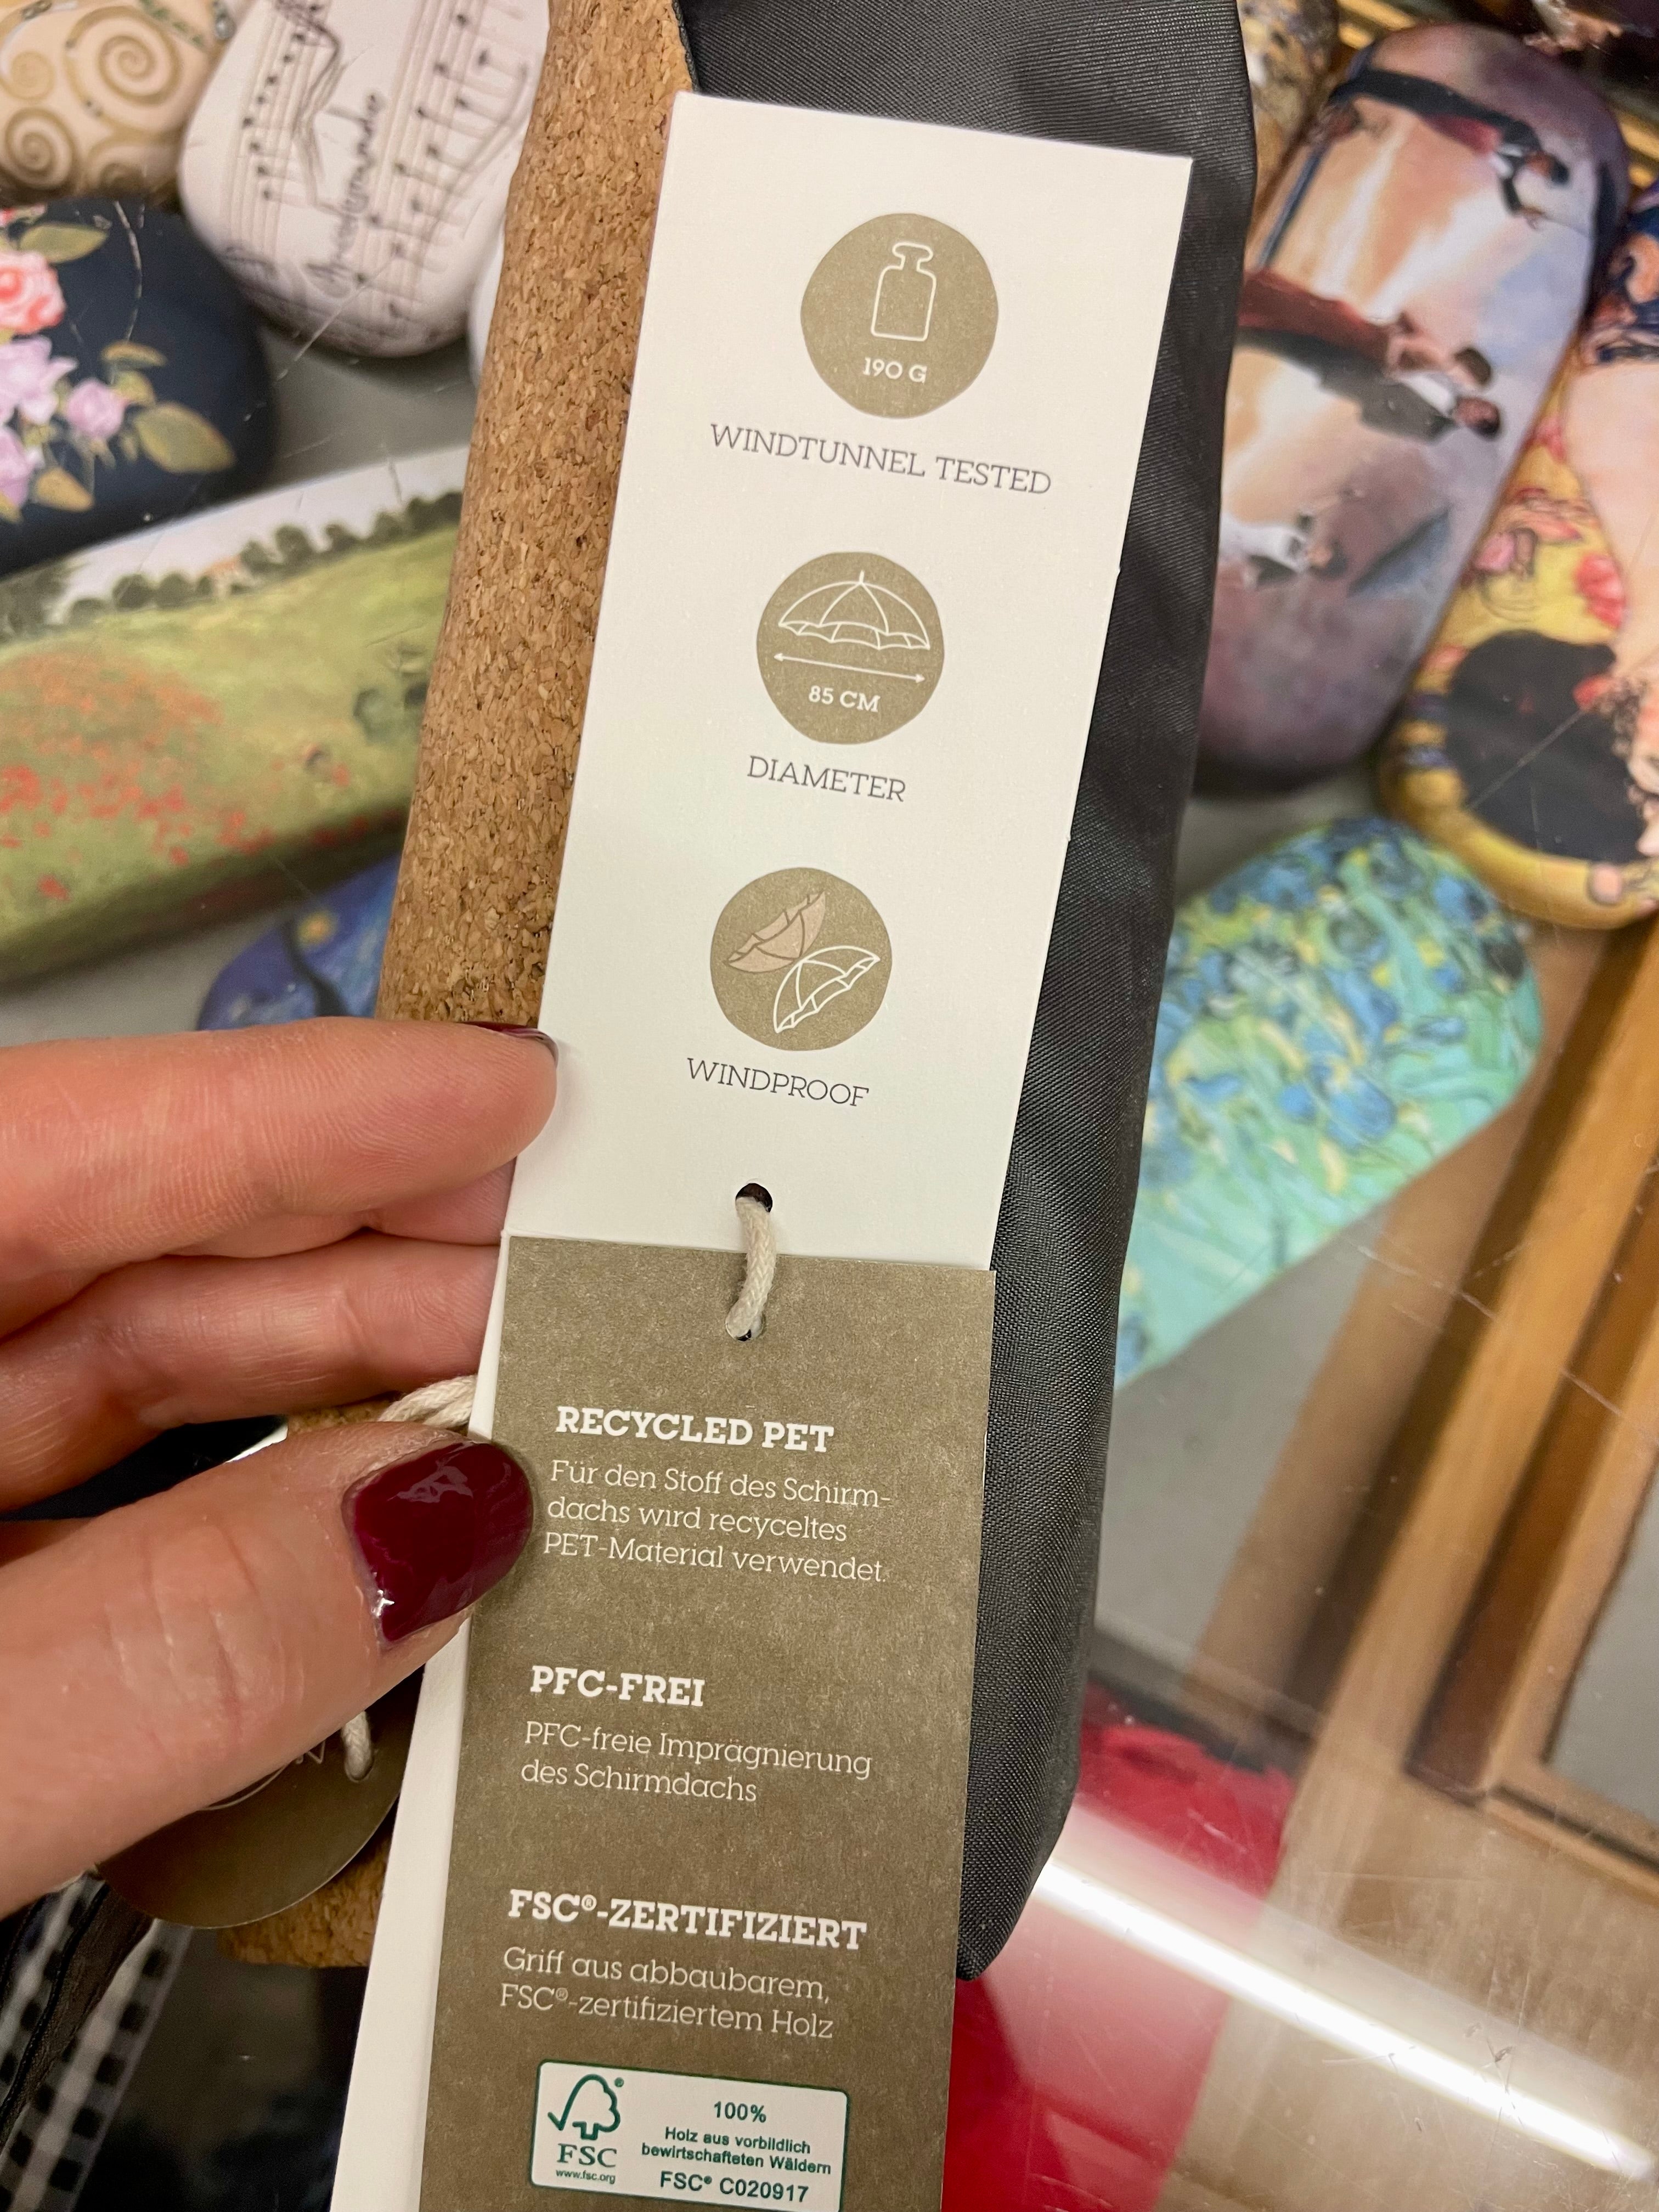 190 G
WINDTUNNEL TESTED
85 CM
DIAMETER
WINDPROOF
RECYCLED PET
Für den Stoff des Schirm-
dachs wird recyceltes
PET-Material verwendet.
PFC-FREI
PFC-freie Imprägnierung
des Schirmdachs
FSC®-ZERTIFIZIERT
Griff aus abbaubarem,
FSC®-zertifiziertem Holz
®
FSC
www.fsc.org
100%
Holz aus vorbildlich
bewirtschafteten Wäldern
FSC® C020917